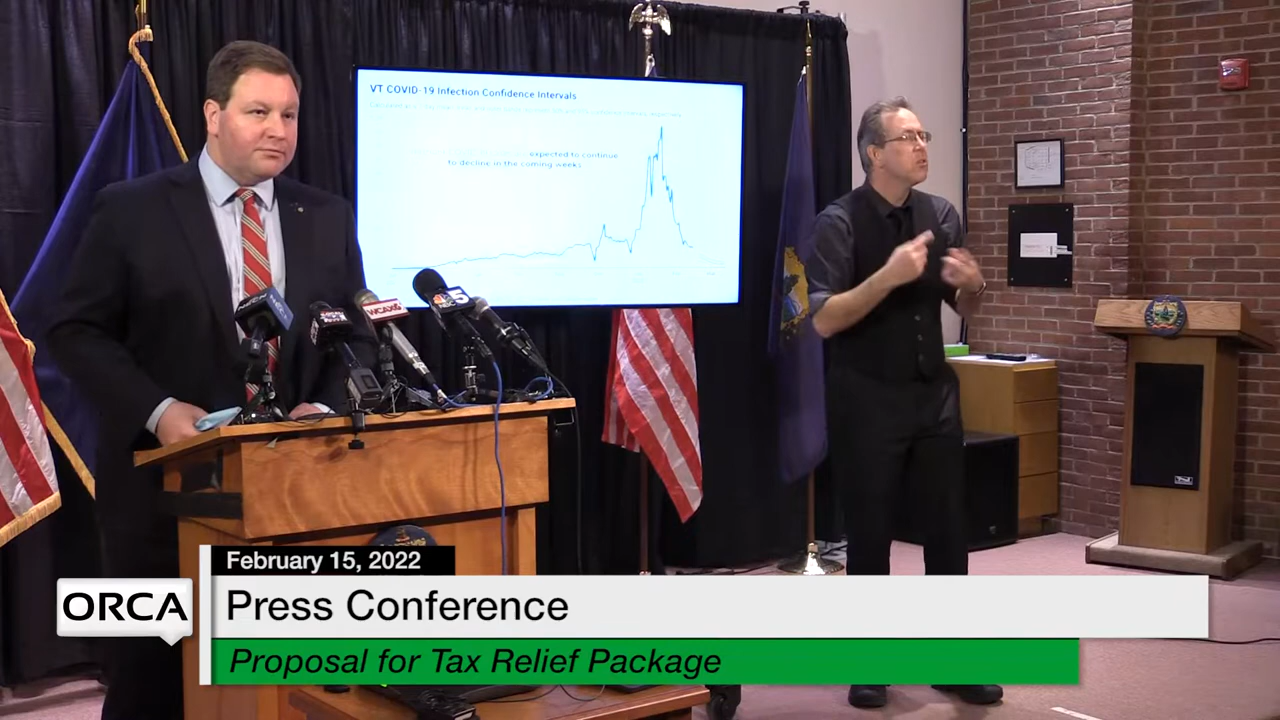 VT COVID-19 Infection Confidence Intervals
expected to continue
to decline in the coming weeks
WCAX
5
February 15, 2022
ORCA
Press Conference
Proposal for Tax Relief Package